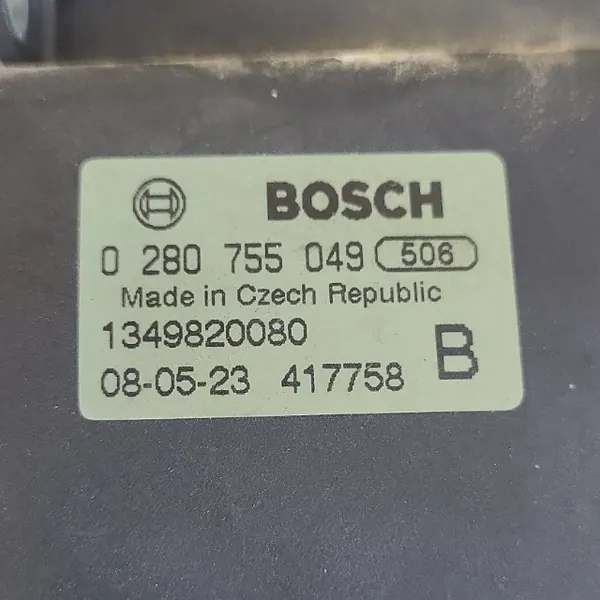 BOSCH
0 280 755 049 506
Made in Czech Republic
1349820080
08-05-23 417758 B